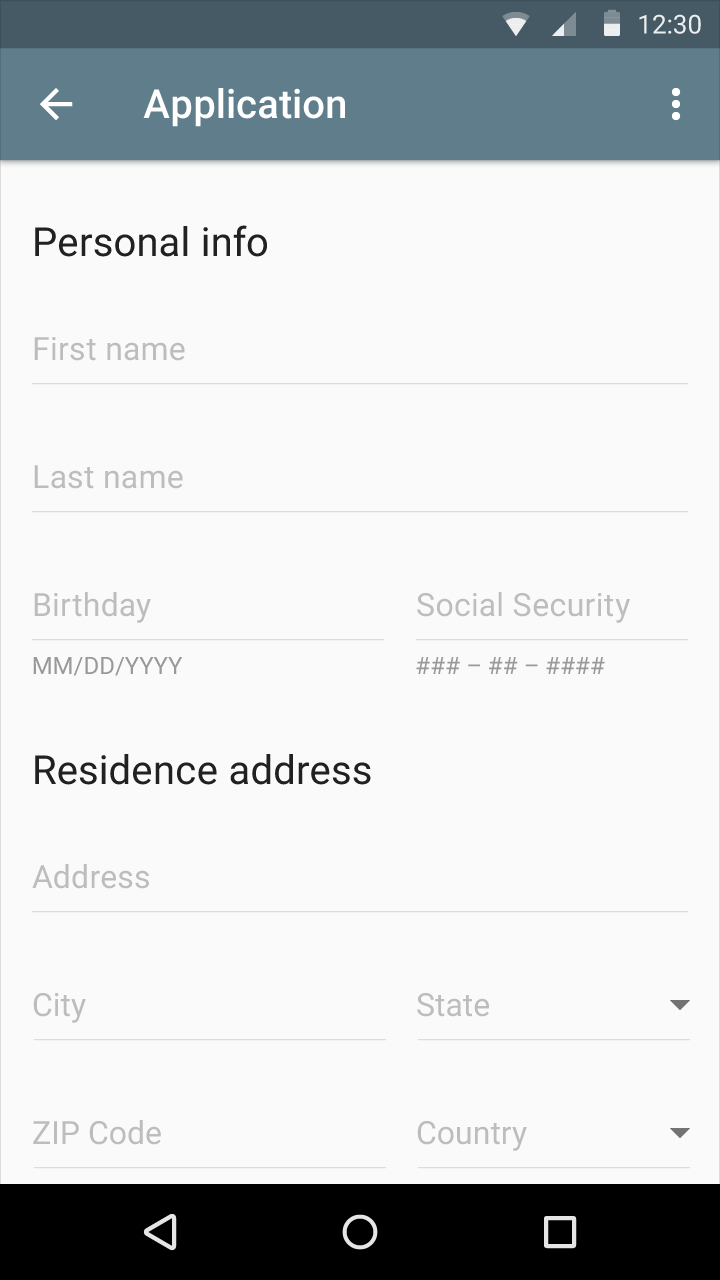 12:30
Application
Personal info
First name
Last name
Birthday Social Security
MM/DD/YYYY ### – ## – ####
Residence address
Address
City State
ZIP Code Country